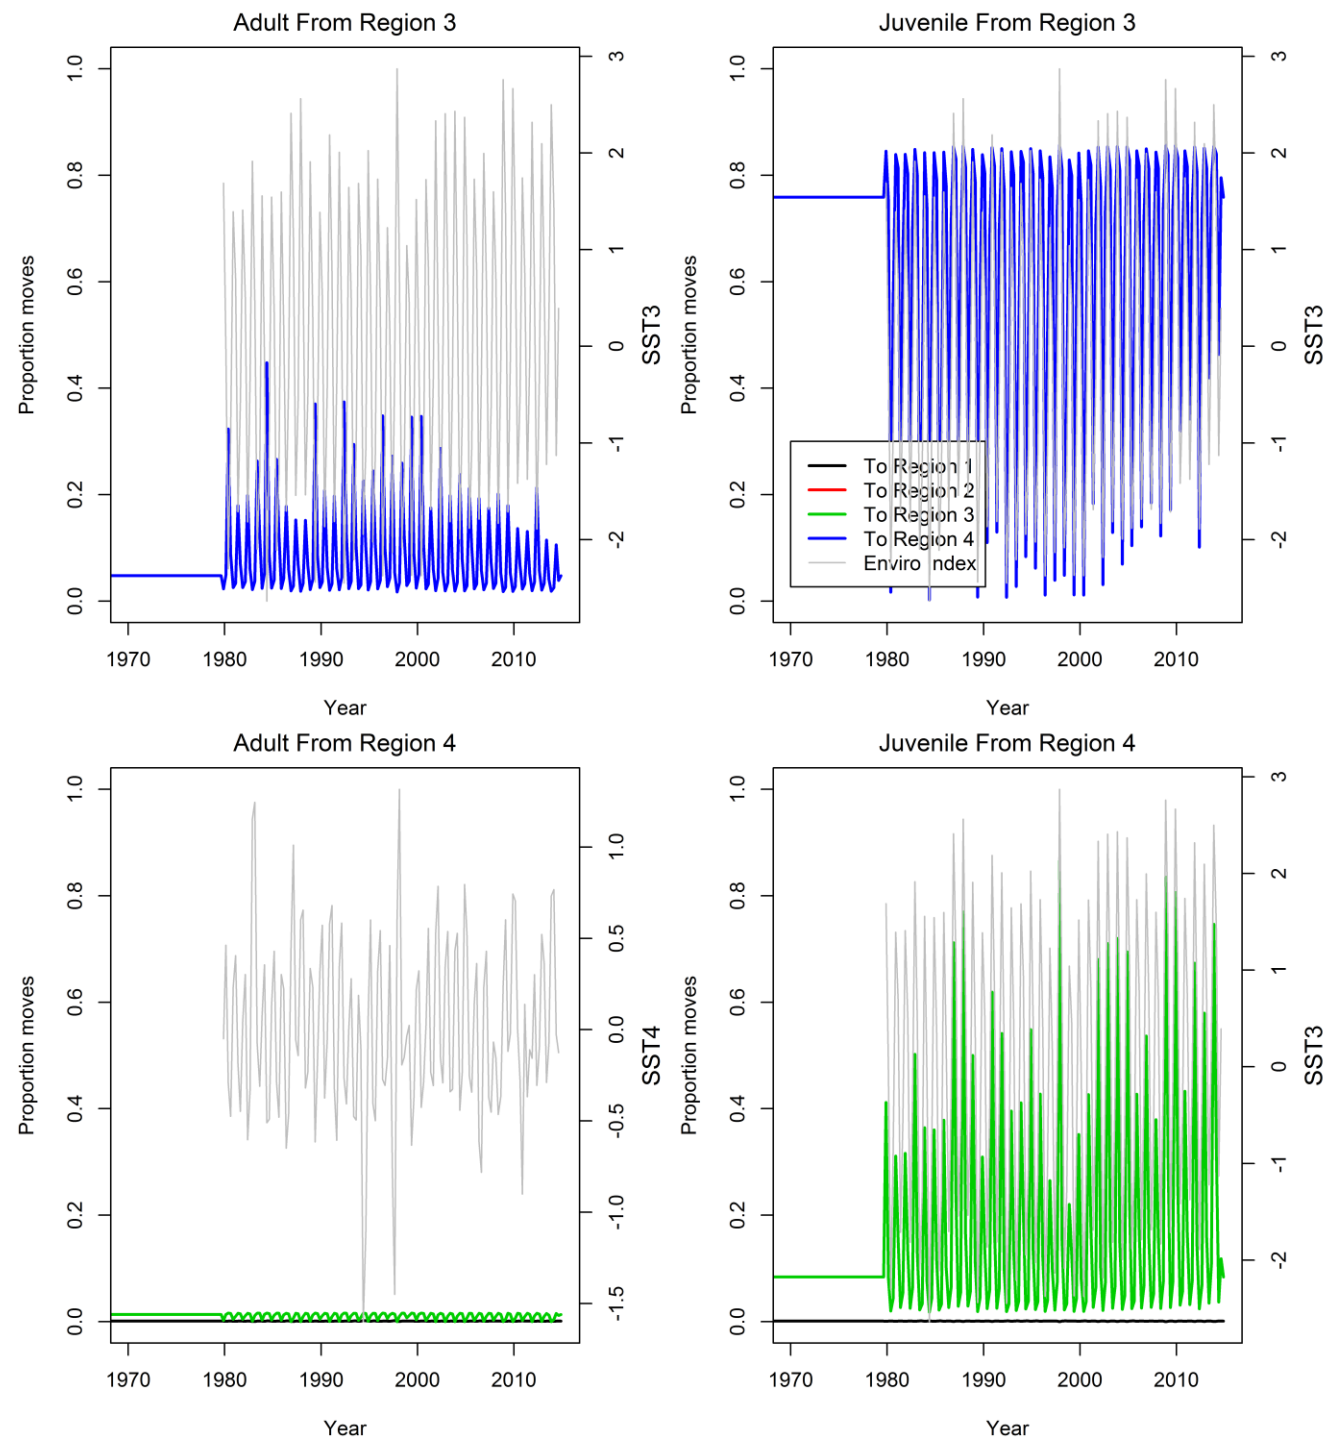 Adult From Region 3
1.0
0.8
0.6
0.4
0.2
0.0
Proportion moves
3
2
1
0
-1
-2
SST3
1970 1980 1990 2000 2010
Year
Juvenile From Region 3
1.0
0.8
0.6
0.4
0.2
0.0
Proportion moves
3
2
1
0
-1
-2
SST3
To Region 1
To Region 2
To Region 3
To Region 4
Enviro Index
1970 1980 1990 2000 2010
Year
Adult From Region 4
1.0
0.8
0.6
0.4
0.2
0.0
Proportion moves
1.0
0.5
0.0
-0.5
-1.0
-1.5
SST4
1970 1980 1990 2000 2010
Year
Juvenile From Region 4
1.0
0.8
0.6
0.4
0.2
0.0
Proportion moves
3
2
1
0
-1
-2
SST3
1970 1980 1990 2000 2010
Year